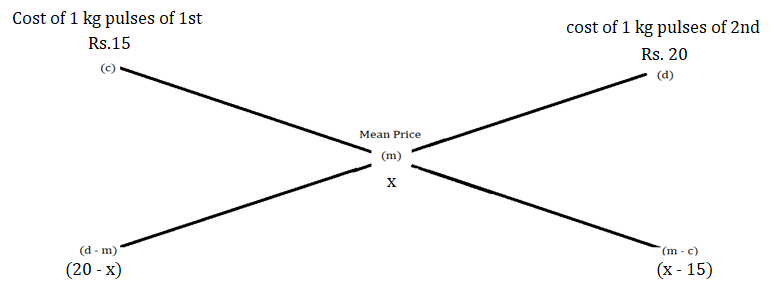 Cost of 1 kg pulses of 1st
Rs.15
(c)
cost of 1 kg pulses of 2nd
Rs. 20
(d)
Mean Price
(m)
x
(d - m)
(20 - x)
(m - c)
(x - 15)